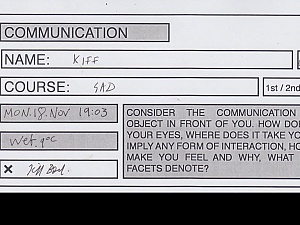 COMMUNICATION
NAME: KIFF
COURSE: GAD
1st / 2nd
MON.18.NOV 19:03
Wet. 9°C
X
CONSIDER THE COMMUNICATION
OBJECT IN FRONT OF YOU. HOW DO
YOUR EYES, WHERE DOES IT TAKE YO
IMPLY ANY FORM OF INTERACTION, HO
MAKE YOU FEEL AND WHY, WHAT
FACETS DENOTE?